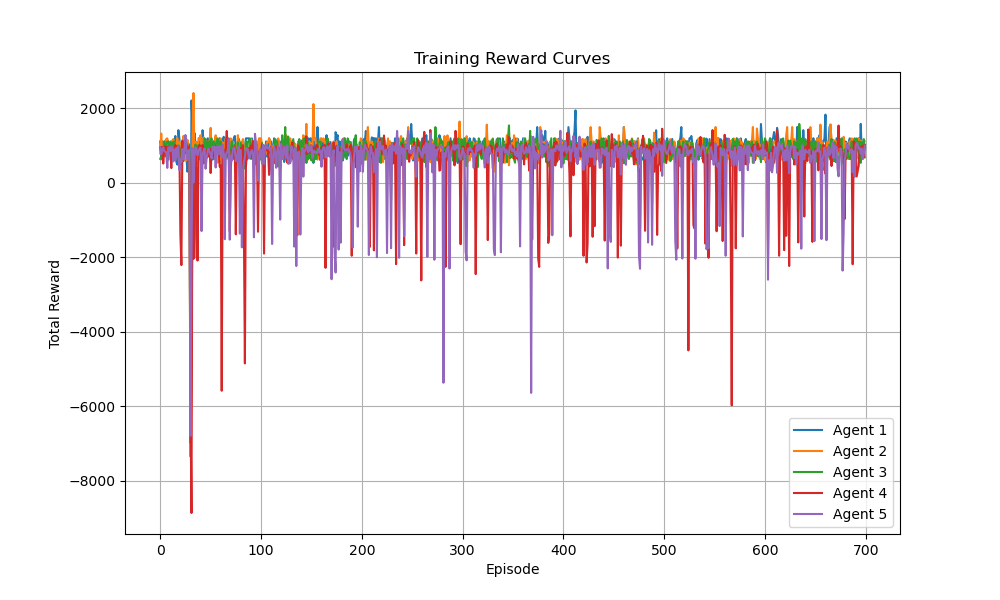 Training Reward Curves
Total Reward
2000
0
−2000
−4000
−6000
−8000
0 100 200 300 400 500 600 700
Episode
Agent 1
Agent 2
Agent 3
Agent 4
Agent 5